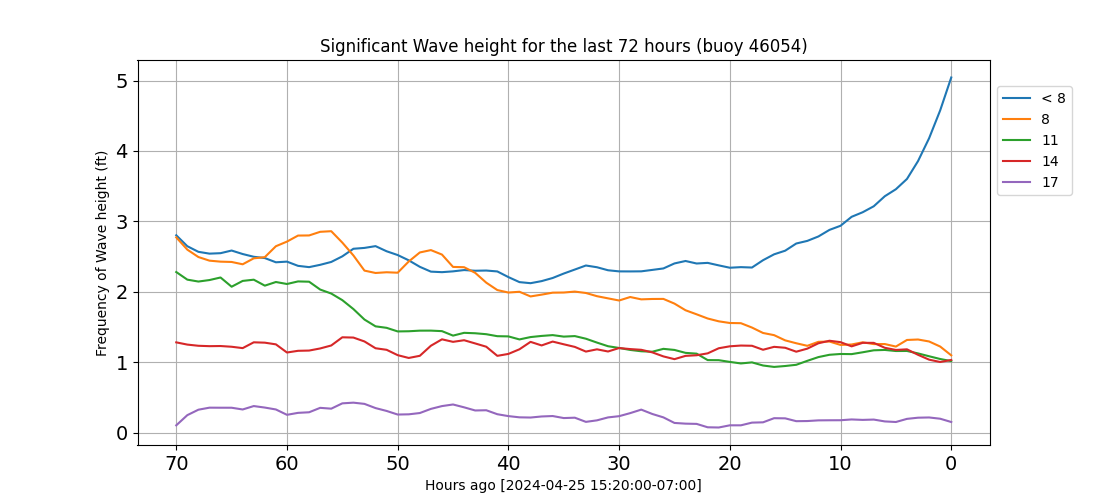 Significant Wave height for the last 72 hours (buoy 46054)
Frequency of Wave height (ft)
5
4
3
2
1
0
70 60 50 40 30 20 10 0
Hours ago [2024-04-25 15:20:00-07:00]
< 8
8
11
14
17